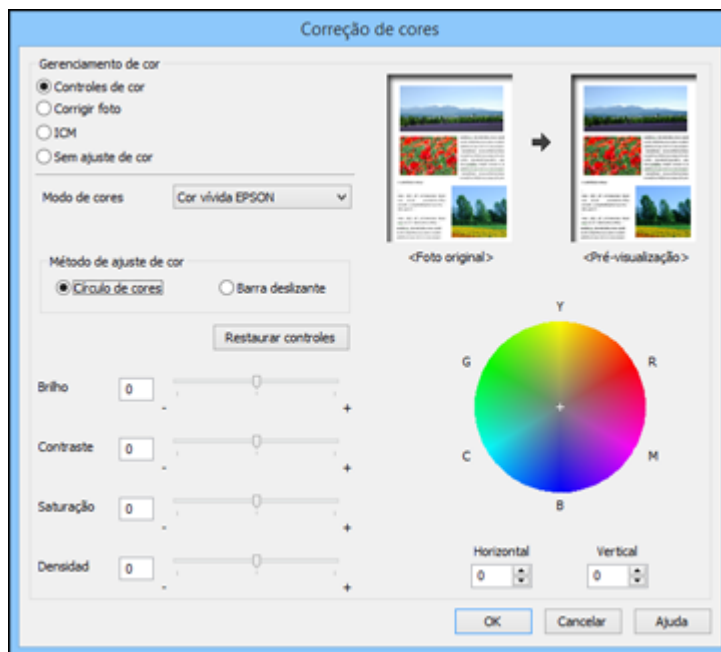 Correção de cores
Gerenciamento de cor
Controles de cor
Corrigir foto
ICM
Sem ajuste de cor
Modo de cores
Cor vívida EPSON
<Foto original>
<Pré-visualização>
Método de ajuste de cor
Círculo de cores
Barra deslizante
Restaurar controles
Brilho
0
- +
Contraste
0
- +
Saturação
0
- +
Densidad
0
- +
Y
G R
C M
B
Horizontal Vertical
0 0
OK Cancelar Ajuda